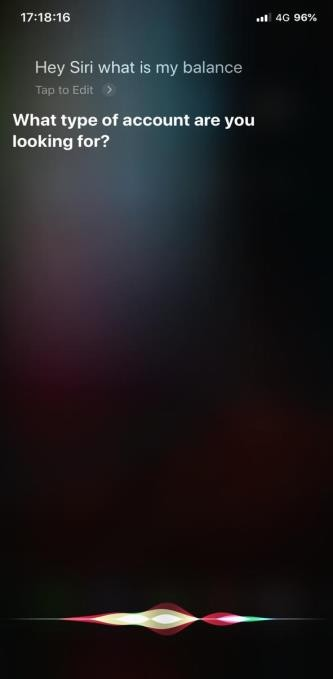 17:18:16 4G 96%
Hey Siri what is my balance
Tap to Edit
What type of account are you
looking for?